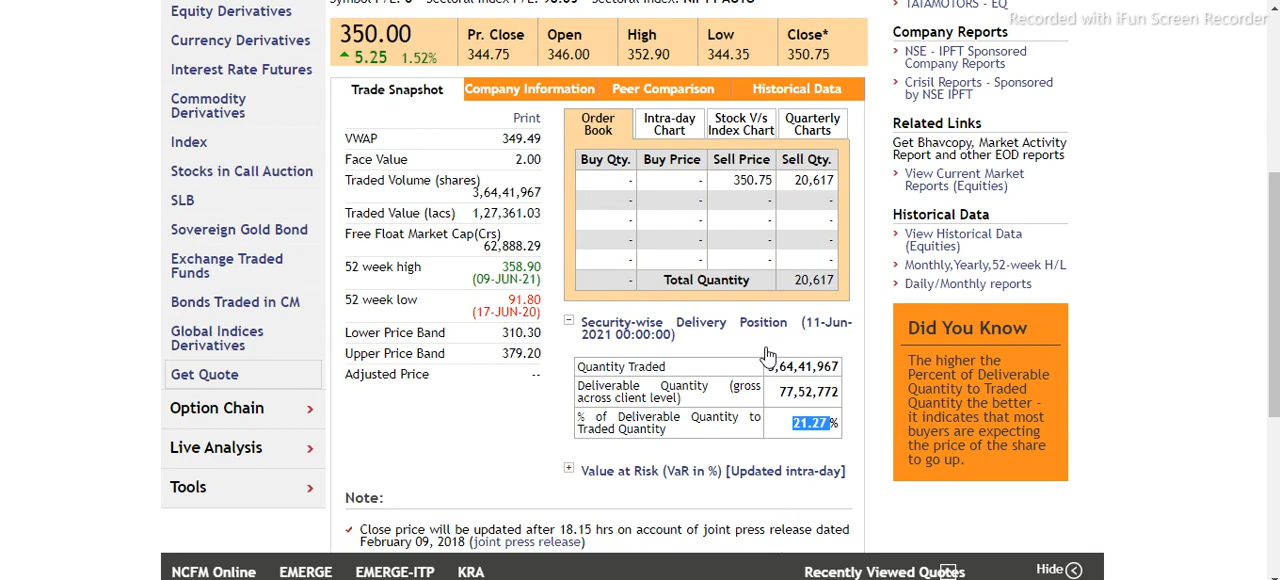 Equity Derivatives
Currency Derivatives
Interest Rate Futures
Commodity
Derivatives
Index
Stocks in Call Auction
SLB
Sovereign Gold Bond
Exchange Traded
Funds
Bonds Traded in CM
Global Indices
Derivatives
Get Quote
Option Chain
Live Analysis
Tools
350.00
5.25 1.52%
Pr. Close
344.75
Open
346.00
High
352.90
Low
344.35
Close*
350.75
Trade Snapshot
Company Information
Peer Comparison
Historical Data
Print
VWAP 349.49
Face Value 2.00
Traded Volume (shares)
3,64,41,967
Traded Value (lacs) 1,27,361.03
Free Float Market Cap(Crs)
62,888.29
52 week high 358.90
(09-JUN-21)
52 week low 91.80
(17-JUN-20)
Lower Price Band 310.30
Upper Price Band 379.20
Adjusted Price --
Order
Book
Intra-day
Chart
Stock V/s
Index Chart
Quarterly
Charts
Buy Qty. Buy Price Sell Price Sell Qty.
- - 350.75 20,617
- - - -
- - - -
- - - -
- - - -
- Total Quantity 20,617
Security-wise Delivery Position (11-Jun-
2021 00:00:00)
Quantity Traded ,64,41,967
Deliverable Quantity (gross
across client level) 77,52,772
% of Deliverable Quantity to
Traded Quantity 21.27%
Value at Risk (VaR in %) [Updated intra-day]
Note:
Close price will be updated after 18.15 hrs on account of joint press release dated
February 09, 2018 (joint press release)
TATAMOTORS - EQ
Recorded with iFun Screen Recorder
Company Reports
NSE - IPFT Sponsored
Company Reports
Crisil Reports - Sponsored
by NSE IPFT
Related Links
Get Bhavcopy, Market Activity
Report and other EOD reports
View Current Market
Reports (Equities)
Historical Data
View Historical Data
(Equities)
Monthly,Yearly,52-week H/L
Daily/Monthly reports
Did You Know
The higher the
Percent of Deliverable
Quantity to Traded
Quantity the better -
it indicates that most
buyers are expecting
the price of the share
to go up.
NCFM Online EMERGE EMERGE-ITP KRA Recently Viewed Quotes Hide